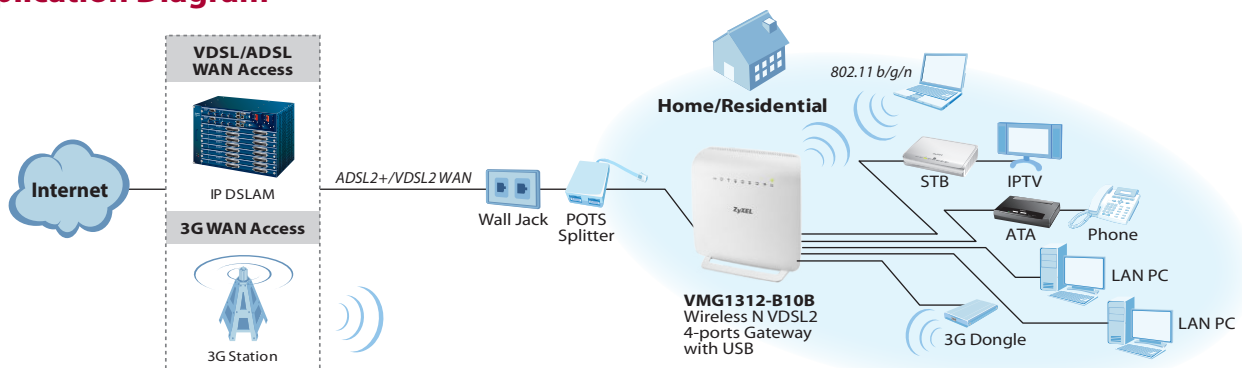 Application Diagram
VDSL/ADSL
WAN Access
IP DSLAM
3G WAN Access
3G Station
Internet
ADSL2+/VDSL2 WAN
Wall Jack
POTS
Splitter
Home/Residential
802.11 b/g/n
ZyXEL
VMG1312-B10B
Wireless N VDSL2
4-ports Gateway
with USB
STB
IPTV
ATA
Phone
LAN PC
LAN PC
3G Dongle